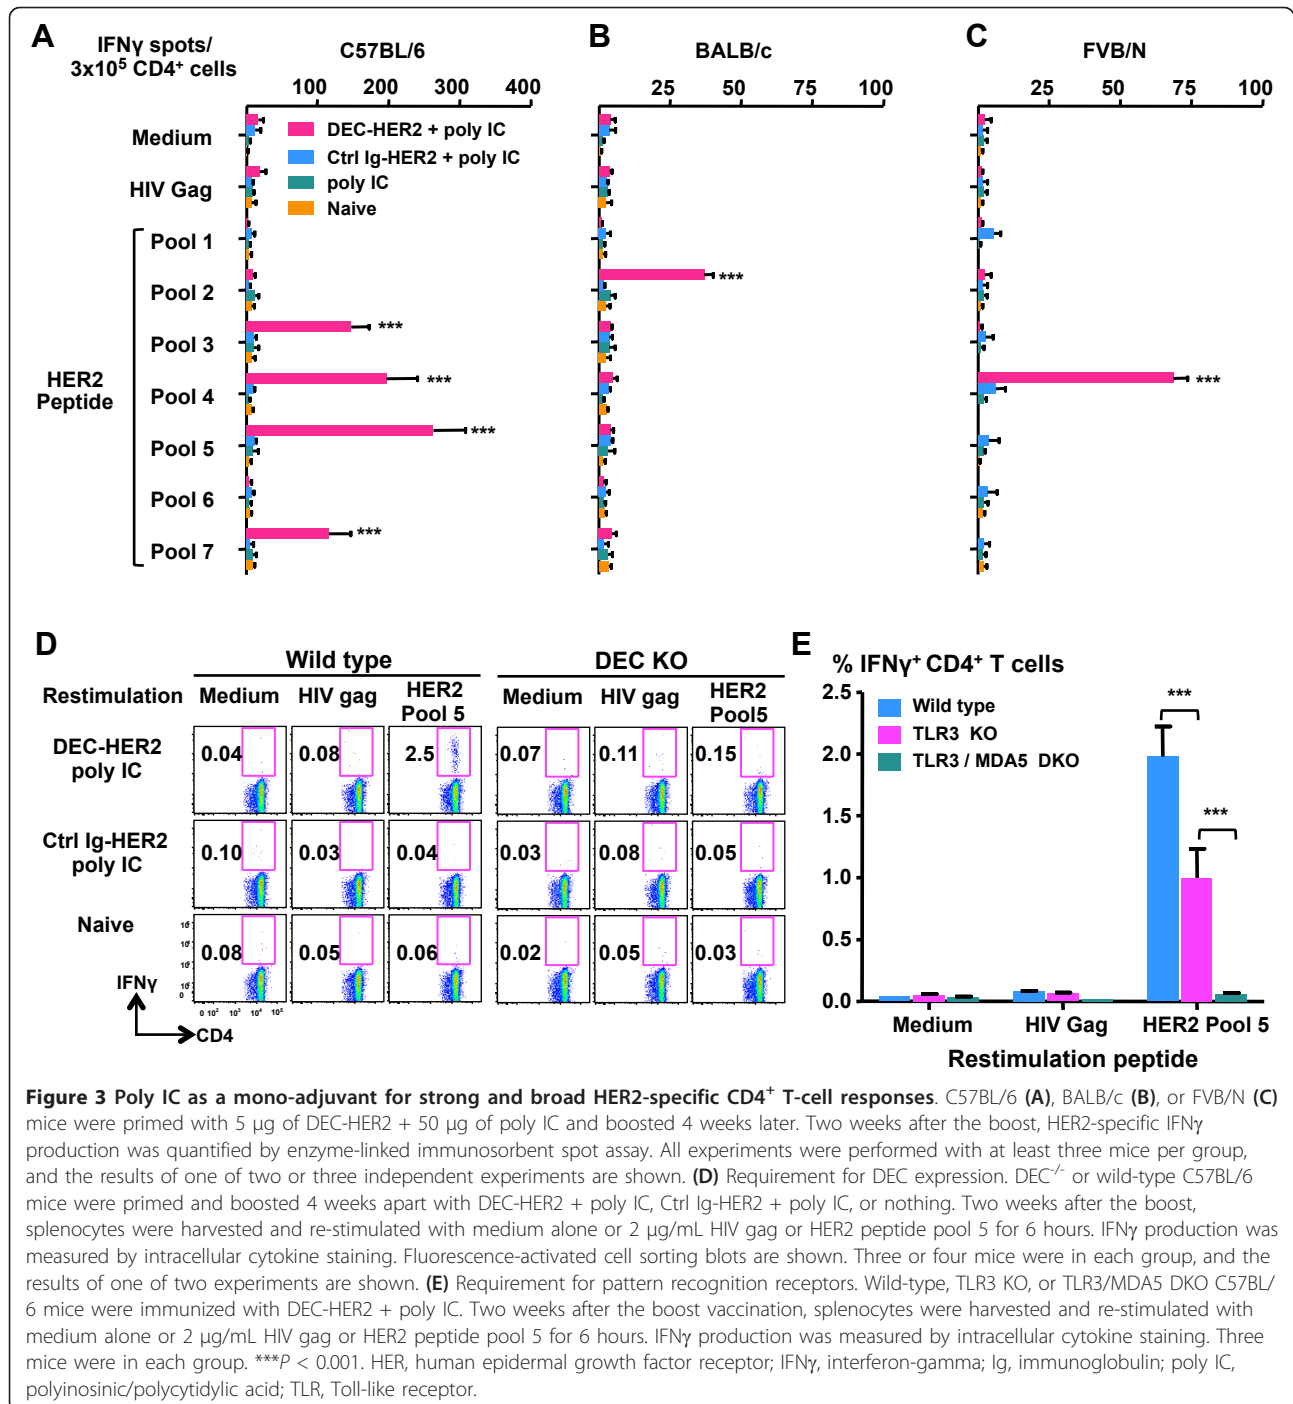 A
IFNγ spots/
3x10⁵ CD4⁺ cells
C57BL/6
100 200 300 400
B
BALB/c
25 50 75 100
C
FVB/N
25 50 75 100
DEC-HER2 + poly IC
Ctrl Ig-HER2 + poly IC
poly IC
Naive
Medium
HIV Gag
HER2
Peptide
Pool 1
Pool 2
***
Pool 3
***
Pool 4
*** ***
Pool 5
***
Pool 6
Pool 7
***
D
Wild type DEC KO
Restimulation Medium HIV gag HER2
Pool 5
Medium HIV gag HER2
Pool5
DEC-HER2
poly IC
0.04 0.08 2.5 0.07 0.11 0.15
Ctrl Ig-HER2
poly IC
0.10 0.03 0.04 0.03 0.08 0.05
Naive
0.08 0.05 0.06 0.02 0.05 0.03
IFNγ
0 10² 10³ 10⁴ 10⁵
CD4
E
% IFNγ⁺ CD4⁺ T cells
2.5
2.0
1.5
1.0
0.5
0.0
Wild type
TLR3 KO
TLR3 / MDA5 DKO
***
***
Medium HIV Gag HER2 Pool 5
Restimulation peptide
Figure 3 Poly IC as a mono-adjuvant for strong and broad HER2-specific CD4⁺ T-cell responses. C57BL/6 (A), BALB/c (B), or FVB/N (C)
mice were primed with 5 μg of DEC-HER2 + 50 μg of poly IC and boosted 4 weeks later. Two weeks after the boost, HER2-specific IFNγ
production was quantified by enzyme-linked immunosorbent spot assay. All experiments were performed with at least three mice per group,
and the results of one of two or three independent experiments are shown. (D) Requirement for DEC expression. DEC⁻/⁻ or wild-type C57BL/6
mice were primed and boosted 4 weeks apart with DEC-HER2 + poly IC, Ctrl Ig-HER2 + poly IC, or nothing. Two weeks after the boost,
splenocytes were harvested and re-stimulated with medium alone or 2 μg/mL HIV gag or HER2 peptide pool 5 for 6 hours. IFNγ production was
measured by intracellular cytokine staining. Fluorescence-activated cell sorting blots are shown. Three or four mice were in each group, and the
results of one of two experiments are shown. (E) Requirement for pattern recognition receptors. Wild-type, TLR3 KO, or TLR3/MDA5 DKO C57BL/
6 mice were immunized with DEC-HER2 + poly IC. Two weeks after the boost vaccination, splenocytes were harvested and re-stimulated with
medium alone or 2 μg/mL HIV gag or HER2 peptide pool 5 for 6 hours. IFNγ production was measured by intracellular cytokine staining. Three
mice were in each group. ***P < 0.001. HER, human epidermal growth factor receptor; IFNγ, interferon-gamma; Ig, immunoglobulin; poly IC,
polyinosinic/polycytidylic acid; TLR, Toll-like receptor.